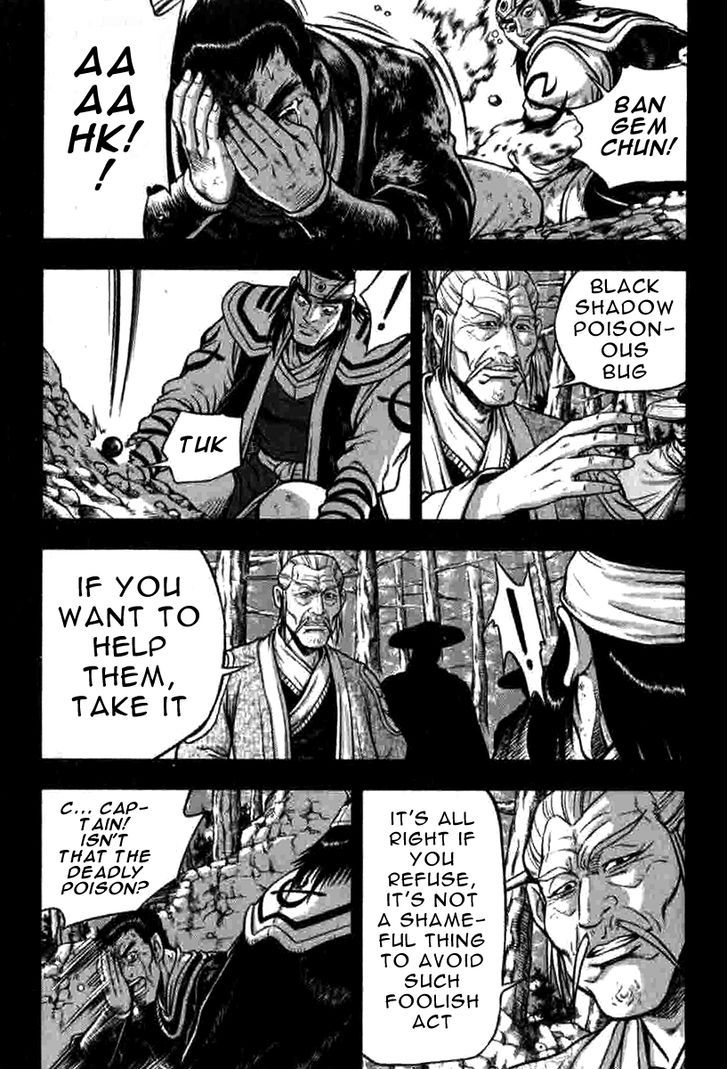 AA
AA
HK!
!
BAN
GEM
CHUN!
!
TUK
BLACK
SHADOW
POISON-
OUS
BUG
IF YOU
WANT TO
HELP
THEM,
TAKE IT
!
C... CAP-
TAIN!
ISN'T
THAT THE
DEADLY
POISON?
IT'S ALL
RIGHT IF
YOU
REFUSE,
IT'S NOT
A SHAME-
FUL THING
TO AVOID
SUCH
FOOLISH
ACT